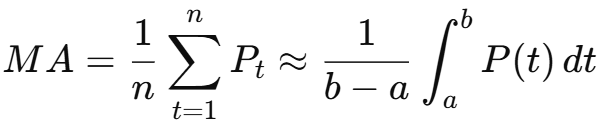 MA = \frac{1}{n} \sum_{t=1}^{n} P_t \approx \frac{1}{b-a} \int_a^b P(t)\,dt